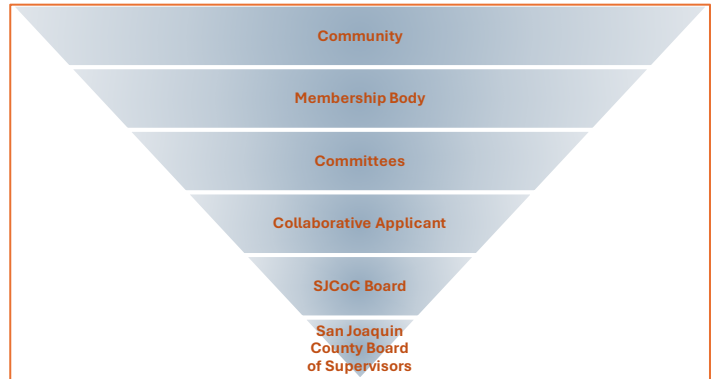 Community
Membership Body
Committees
Collaborative Applicant
SJCoC Board
San Joaquin
County Board
of Supervisors